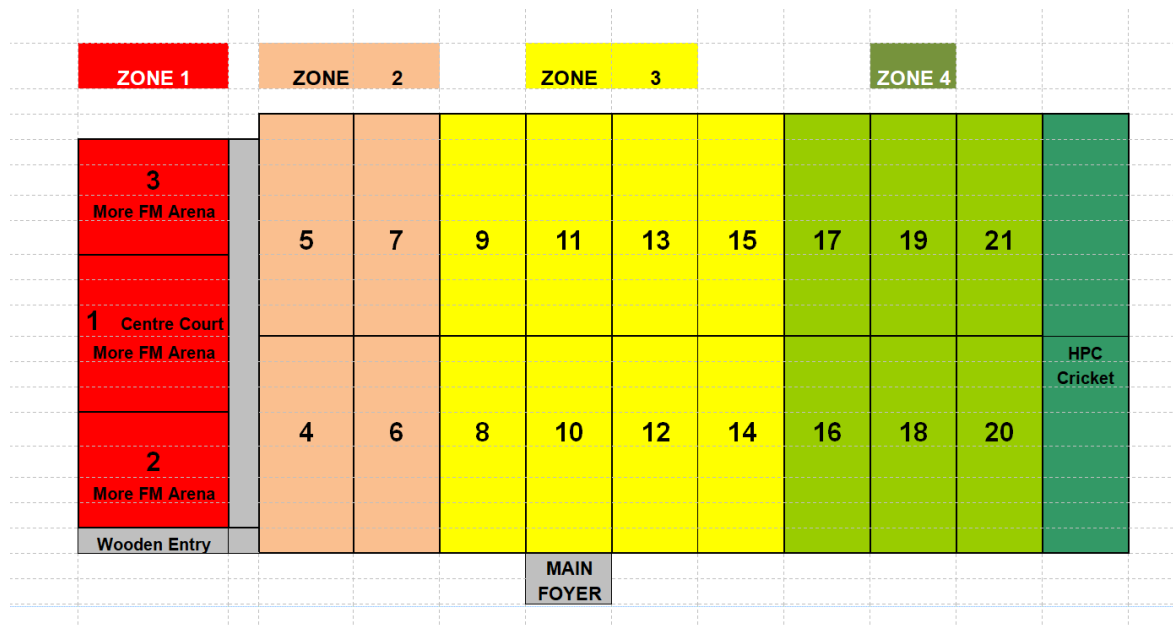 ZONE 1 ZONE 2 ZONE 3 ZONE 4
3
More FM Arena
5 7 9 11 13 15 17 19 21
1 Centre Court
More FM Arena
HPC
Cricket
4 6 8 10 12 14 16 18 20
2
More FM Arena
Wooden Entry
MAIN
FOYER